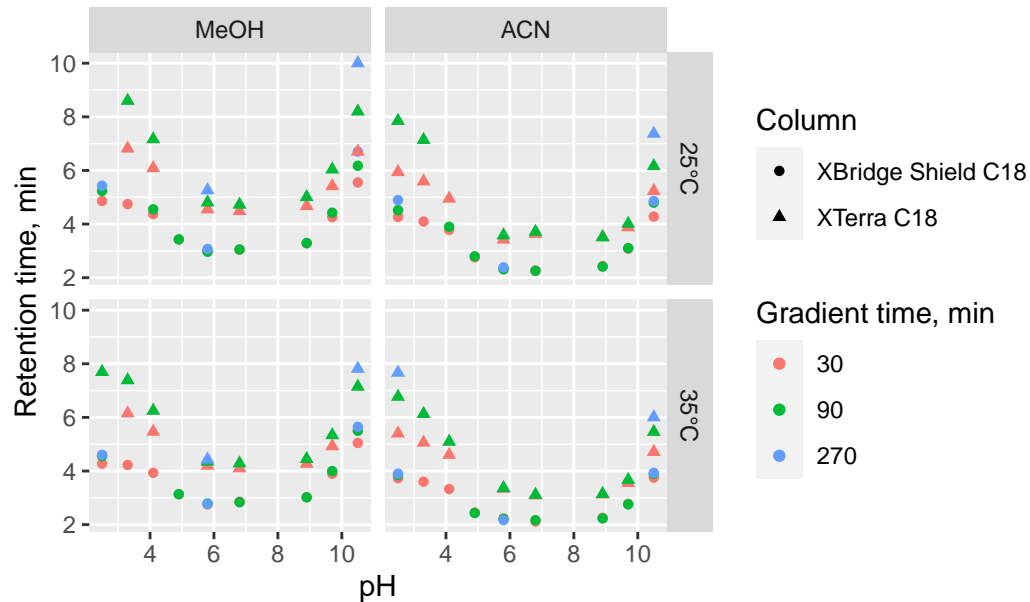 MeOH
ACN
10
8
6
4
2
25°C
10
8
6
4
2
35°C
Retention time, min
4
6
8
10
4
6
8
10
pH
Column
XBridge Shield C18
XTerra C18
Gradient time, min
30
90
270